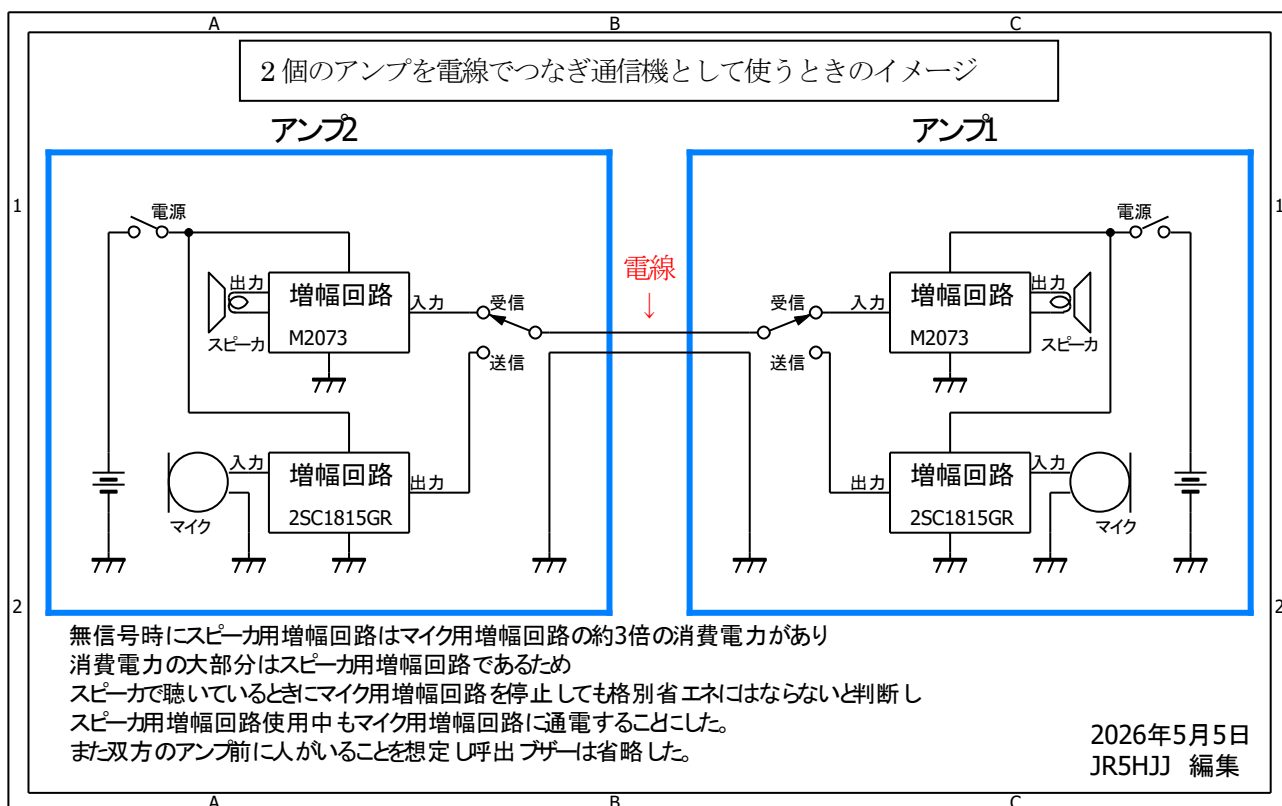 A B C
2個のアンプを電線でつなぎ通信機として使うときのイメージ
アンプ2 アンプ1
1 1
電源 電源
電線
↓
出力 増幅回路 入力 受信 受信 入力 増幅回路 出力
スピーカ M2073 M2073 スピーカ
送信 送信
入力 増幅回路 出力 出力 増幅回路 入力
マイク 2SC1815GR 2SC1815GR マイク
2 2
無信号時にスピーカ用増幅回路はマイク用増幅回路の約3倍の消費電力があり
消費電力の大部分はスピーカ用増幅回路であるため
スピーカで聴いているときにマイク用増幅回路を停止しても格別省エネにはならないと判断し
スピーカ用増幅回路使用中もマイク用増幅回路に通電することにした。
また双方のアンプ前に人がいることを想定し呼出ブザーは省略した。
2026年5月5日
JR5HJJ 編集
A B C